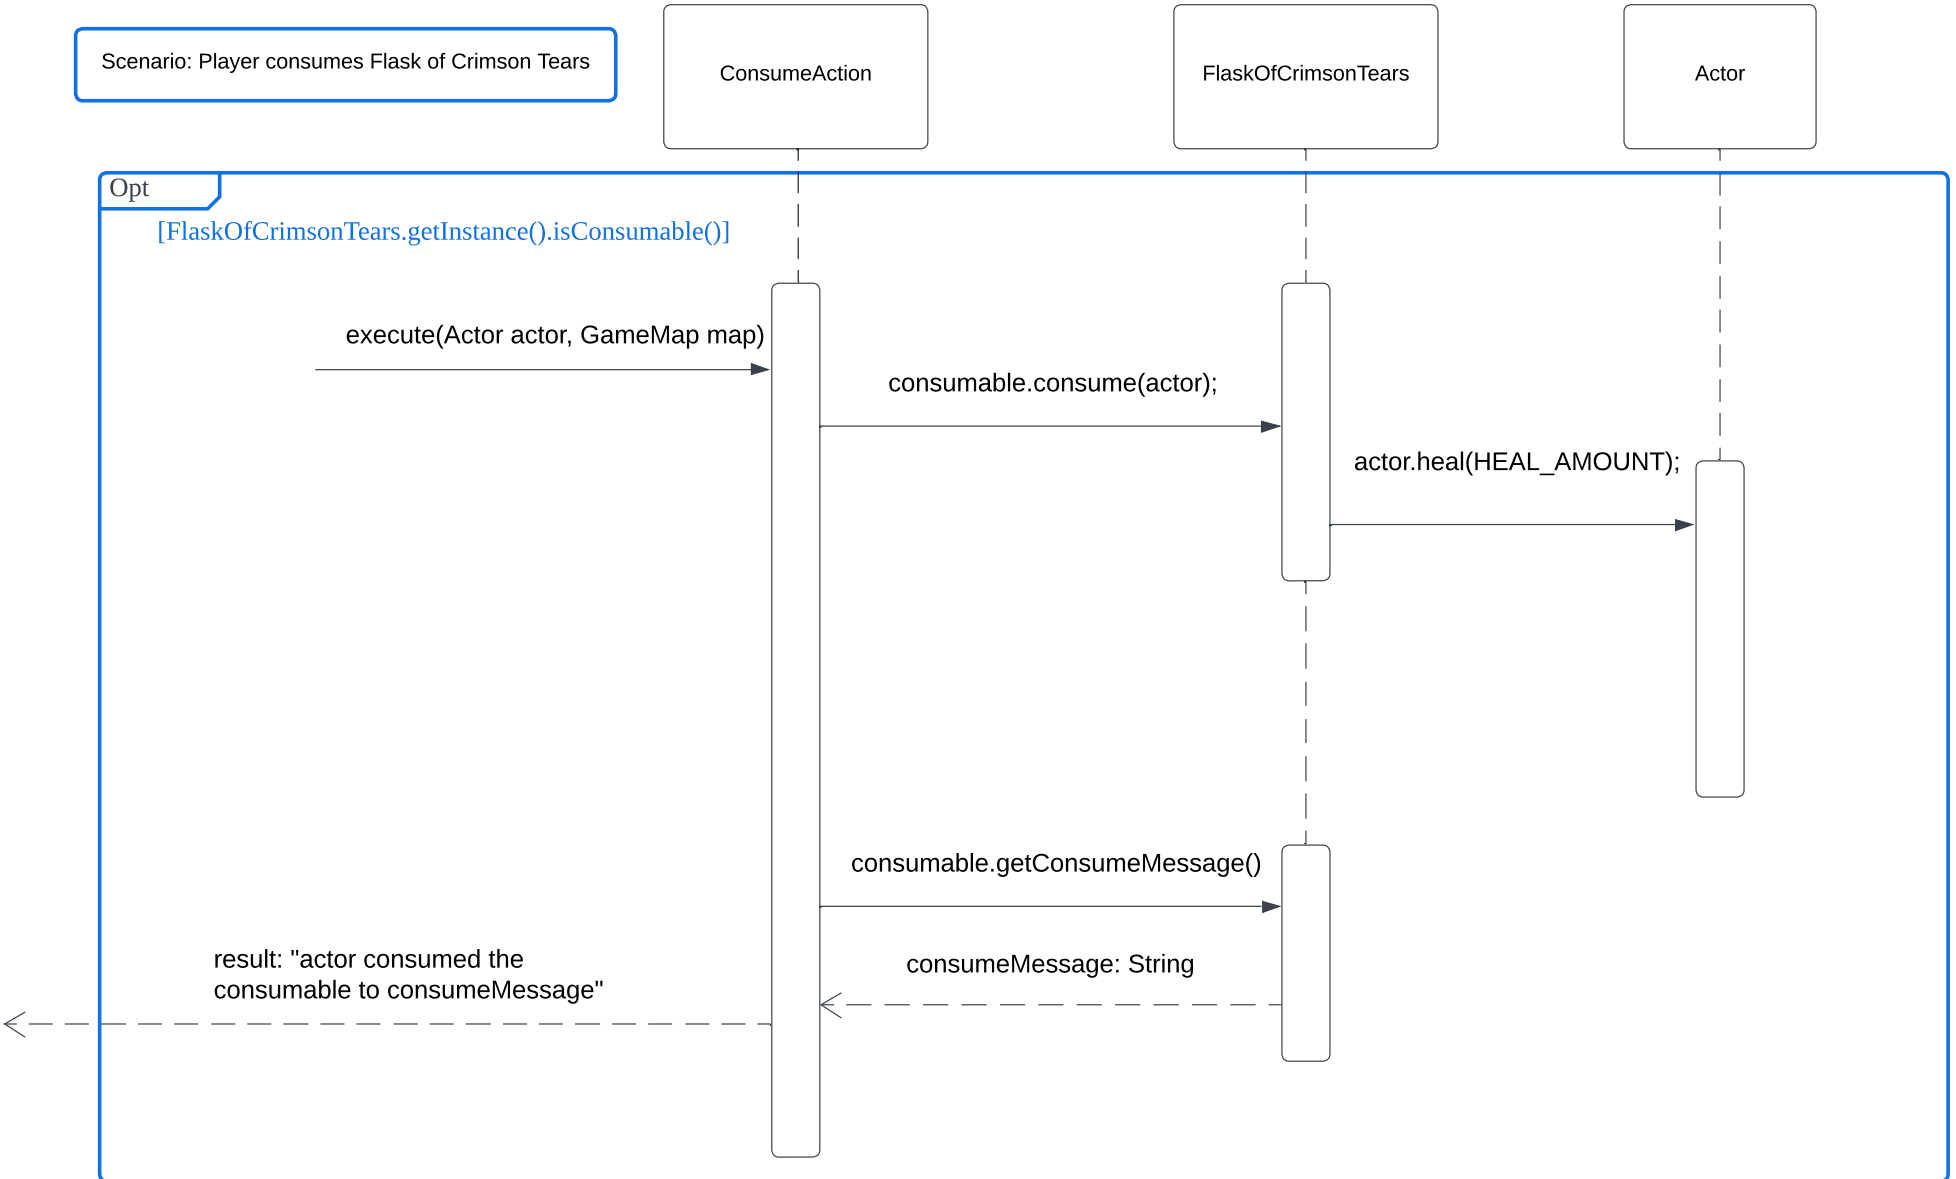 Scenario: Player consumes Flask of Crimson Tears
ConsumeAction
FlaskOfCrimsonTears
Actor
Opt
[FlaskOfCrimsonTears.getInstance().isConsumable()]
execute(Actor actor, GameMap map)
consumable.consume(actor);
actor.heal(HEAL_AMOUNT);
consumable.getConsumeMessage()
result: "actor consumed the
consumable to consumeMessage"
consumeMessage: String